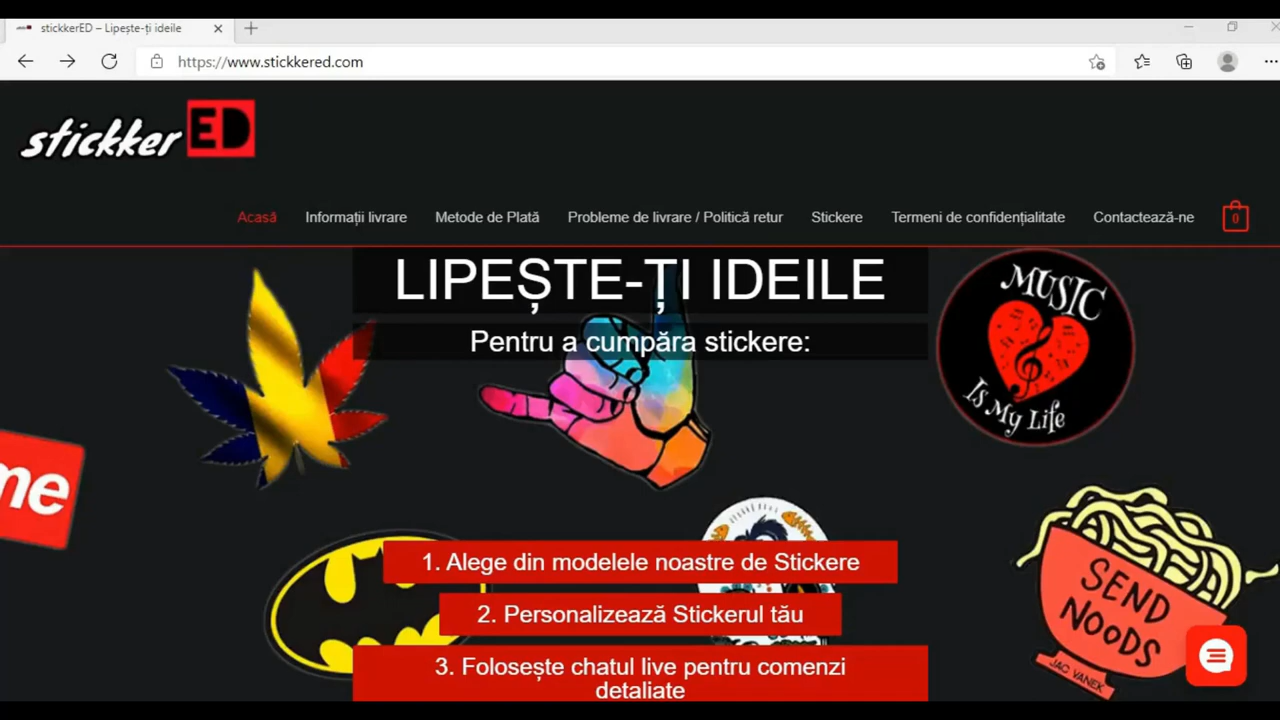 stickkerED – Lipește-ți ideile
https://www.stickkered.com
stickker ED
Acasă
Informații livrare
Metode de Plată
Probleme de livrare / Politică retur
Stickere
Termeni de confidențialitate
Contactează-ne
0
LIPEȘTE-ȚI IDEILE
Pentru a cumpăra stickere:
MUSIC
Is My Life
me
1. Alege din modelele noastre de Stickere
2. Personalizează Stickerul tău
3. Folosește chatul live pentru comenzi
detaliate
SEND
NOODS
JAC VANEK